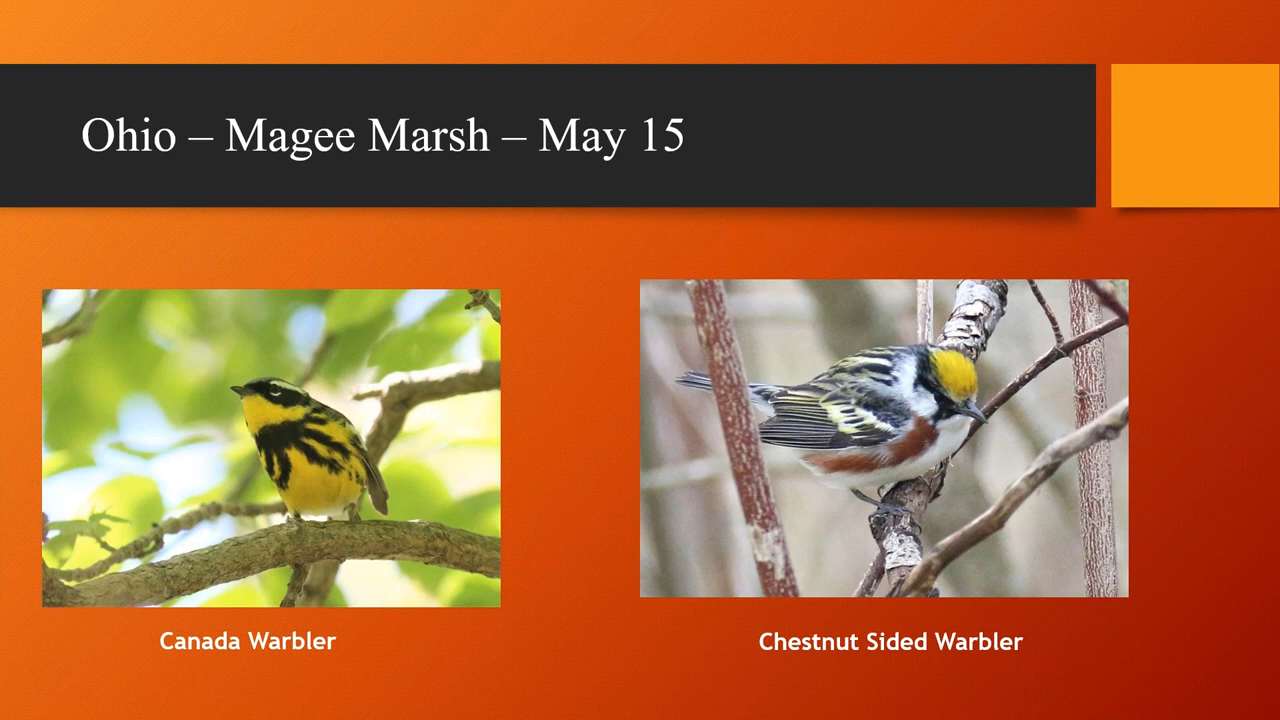 Ohio – Magee Marsh – May 15
Canada Warbler
Chestnut Sided Warbler